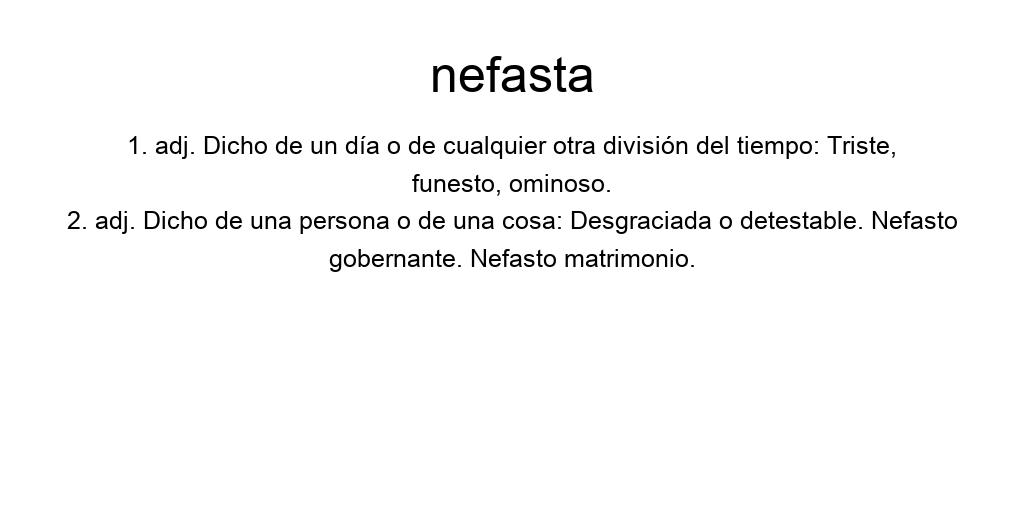 nefasta
1. adj. Dicho de un día o de cualquier otra división del tiempo: Triste,
funesto, ominoso.
2. adj. Dicho de una persona o de una cosa: Desgraciada o detestable. Nefasto
gobernante. Nefasto matrimonio.